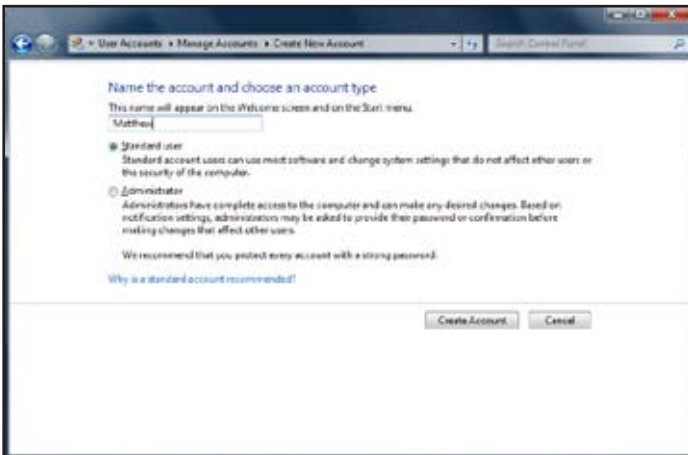 User Accounts ▸ Manage Accounts ▸ Create New Account
Search Control Panel
Name the account and choose an account type
This name will appear on the Welcome screen and on the Start menu.
Matthew
Standard user
Standard account users can use most software and change system settings that do not affect other users or
the security of the computer.
Administrator
Administrators have complete access to the computer and can make any desired changes. Based on
notification settings, administrators may be asked to provide their password or confirmation before
making changes that affect other users.
We recommend that you protect every account with a strong password.
Why is a standard account recommended?
Create Account
Cancel